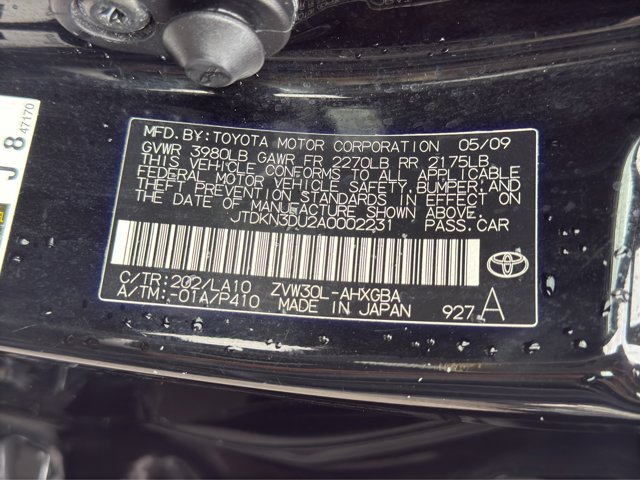 MFD. BY: TOYOTA MOTOR CORPORATION 05/09
GVWR 3980LB GAWR FR 2270LB RR 2175LB
THIS VEHICLE CONFORMS TO ALL APPLICABLE
FEDERAL MOTOR VEHICLE SAFETY, BUMPER, AND
THEFT PREVENTION STANDARDS IN EFFECT ON
THE DATE OF MANUFACTURE SHOWN ABOVE.
JTDKN3DU2A0002231 PASS. CAR
C/TR: 202/LA10 ZVW30L-AHXGBA
A/TM: -01A/P410 MADE IN JAPAN 927 A
J 8 47170